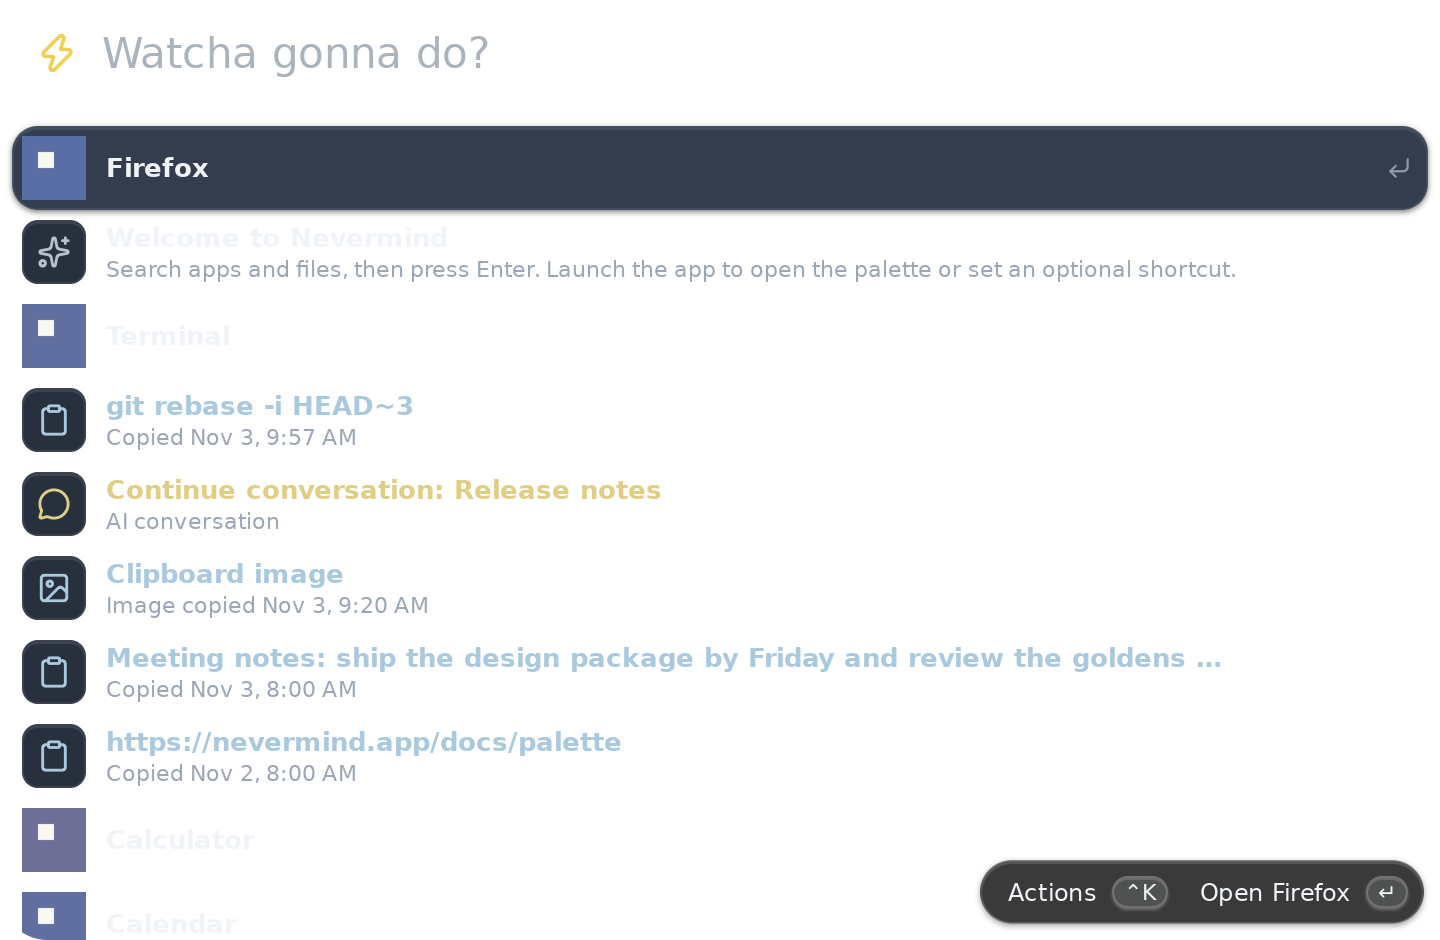 Watcha gonna do?
Firefox
Welcome to Nevermind
Search apps and files, then press Enter. Launch the app to open the palette or set an optional shortcut.
Terminal
git rebase -i HEAD~3
Copied Nov 3, 9:57 AM
Continue conversation: Release notes
AI conversation
Clipboard image
Image copied Nov 3, 9:20 AM
Meeting notes: ship the design package by Friday and review the goldens …
Copied Nov 3, 8:00 AM
https://nevermind.app/docs/palette
Copied Nov 2, 8:00 AM
Calculator
Calendar
Actions ^K Open Firefox ↵